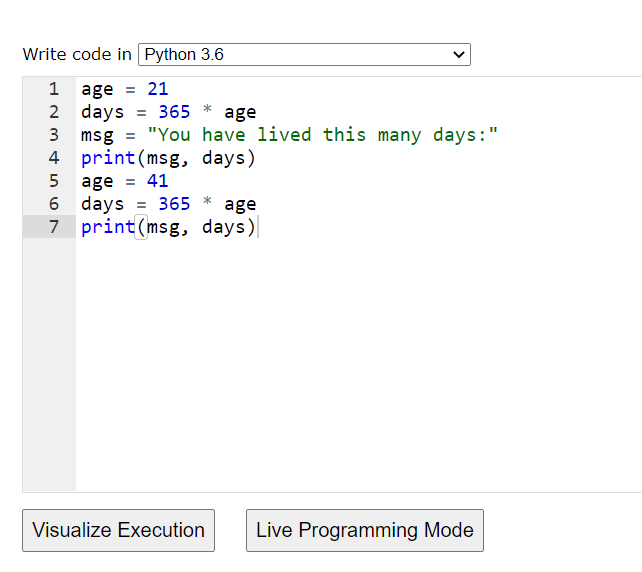 Write code in Python 3.6
1 age = 21
2 days = 365 * age
3 msg = "You have lived this many days:"
4 print(msg, days)
5 age = 41
6 days = 365 * age
7 print(msg, days)
Visualize Execution Live Programming Mode